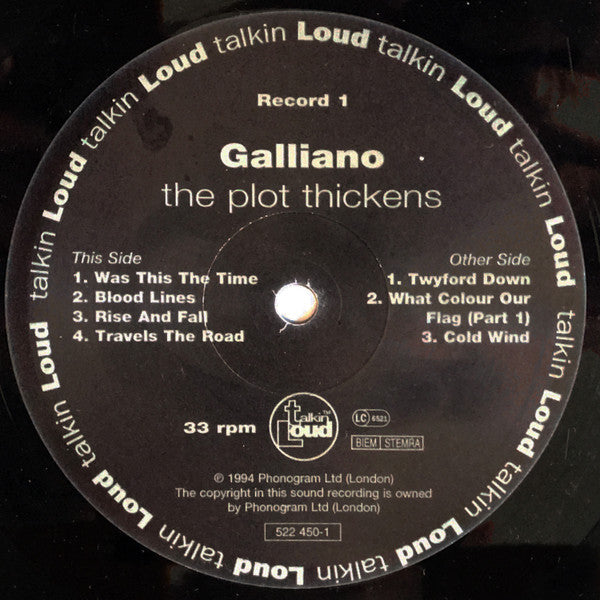 talkin Loud talkin Loud talkin Loud talkin Loud talkin Loud talkin Loud talkin Loud talkin Loud talkin Loud talkin Loud
Record 1
Galliano
the plot thickens
This Side
1. Was This The Time
2. Blood Lines
3. Rise And Fall
4. Travels The Road
Other Side
1. Twyford Down
2. What Colour Our
Flag (Part 1)
3. Cold Wind
33 rpm
talkin Loud™
LC 6521
BIEM STEMRA
℗ 1994 Phonogram Ltd (London)
The copyright in this sound recording is owned
by Phonogram Ltd (London)
522 450-1